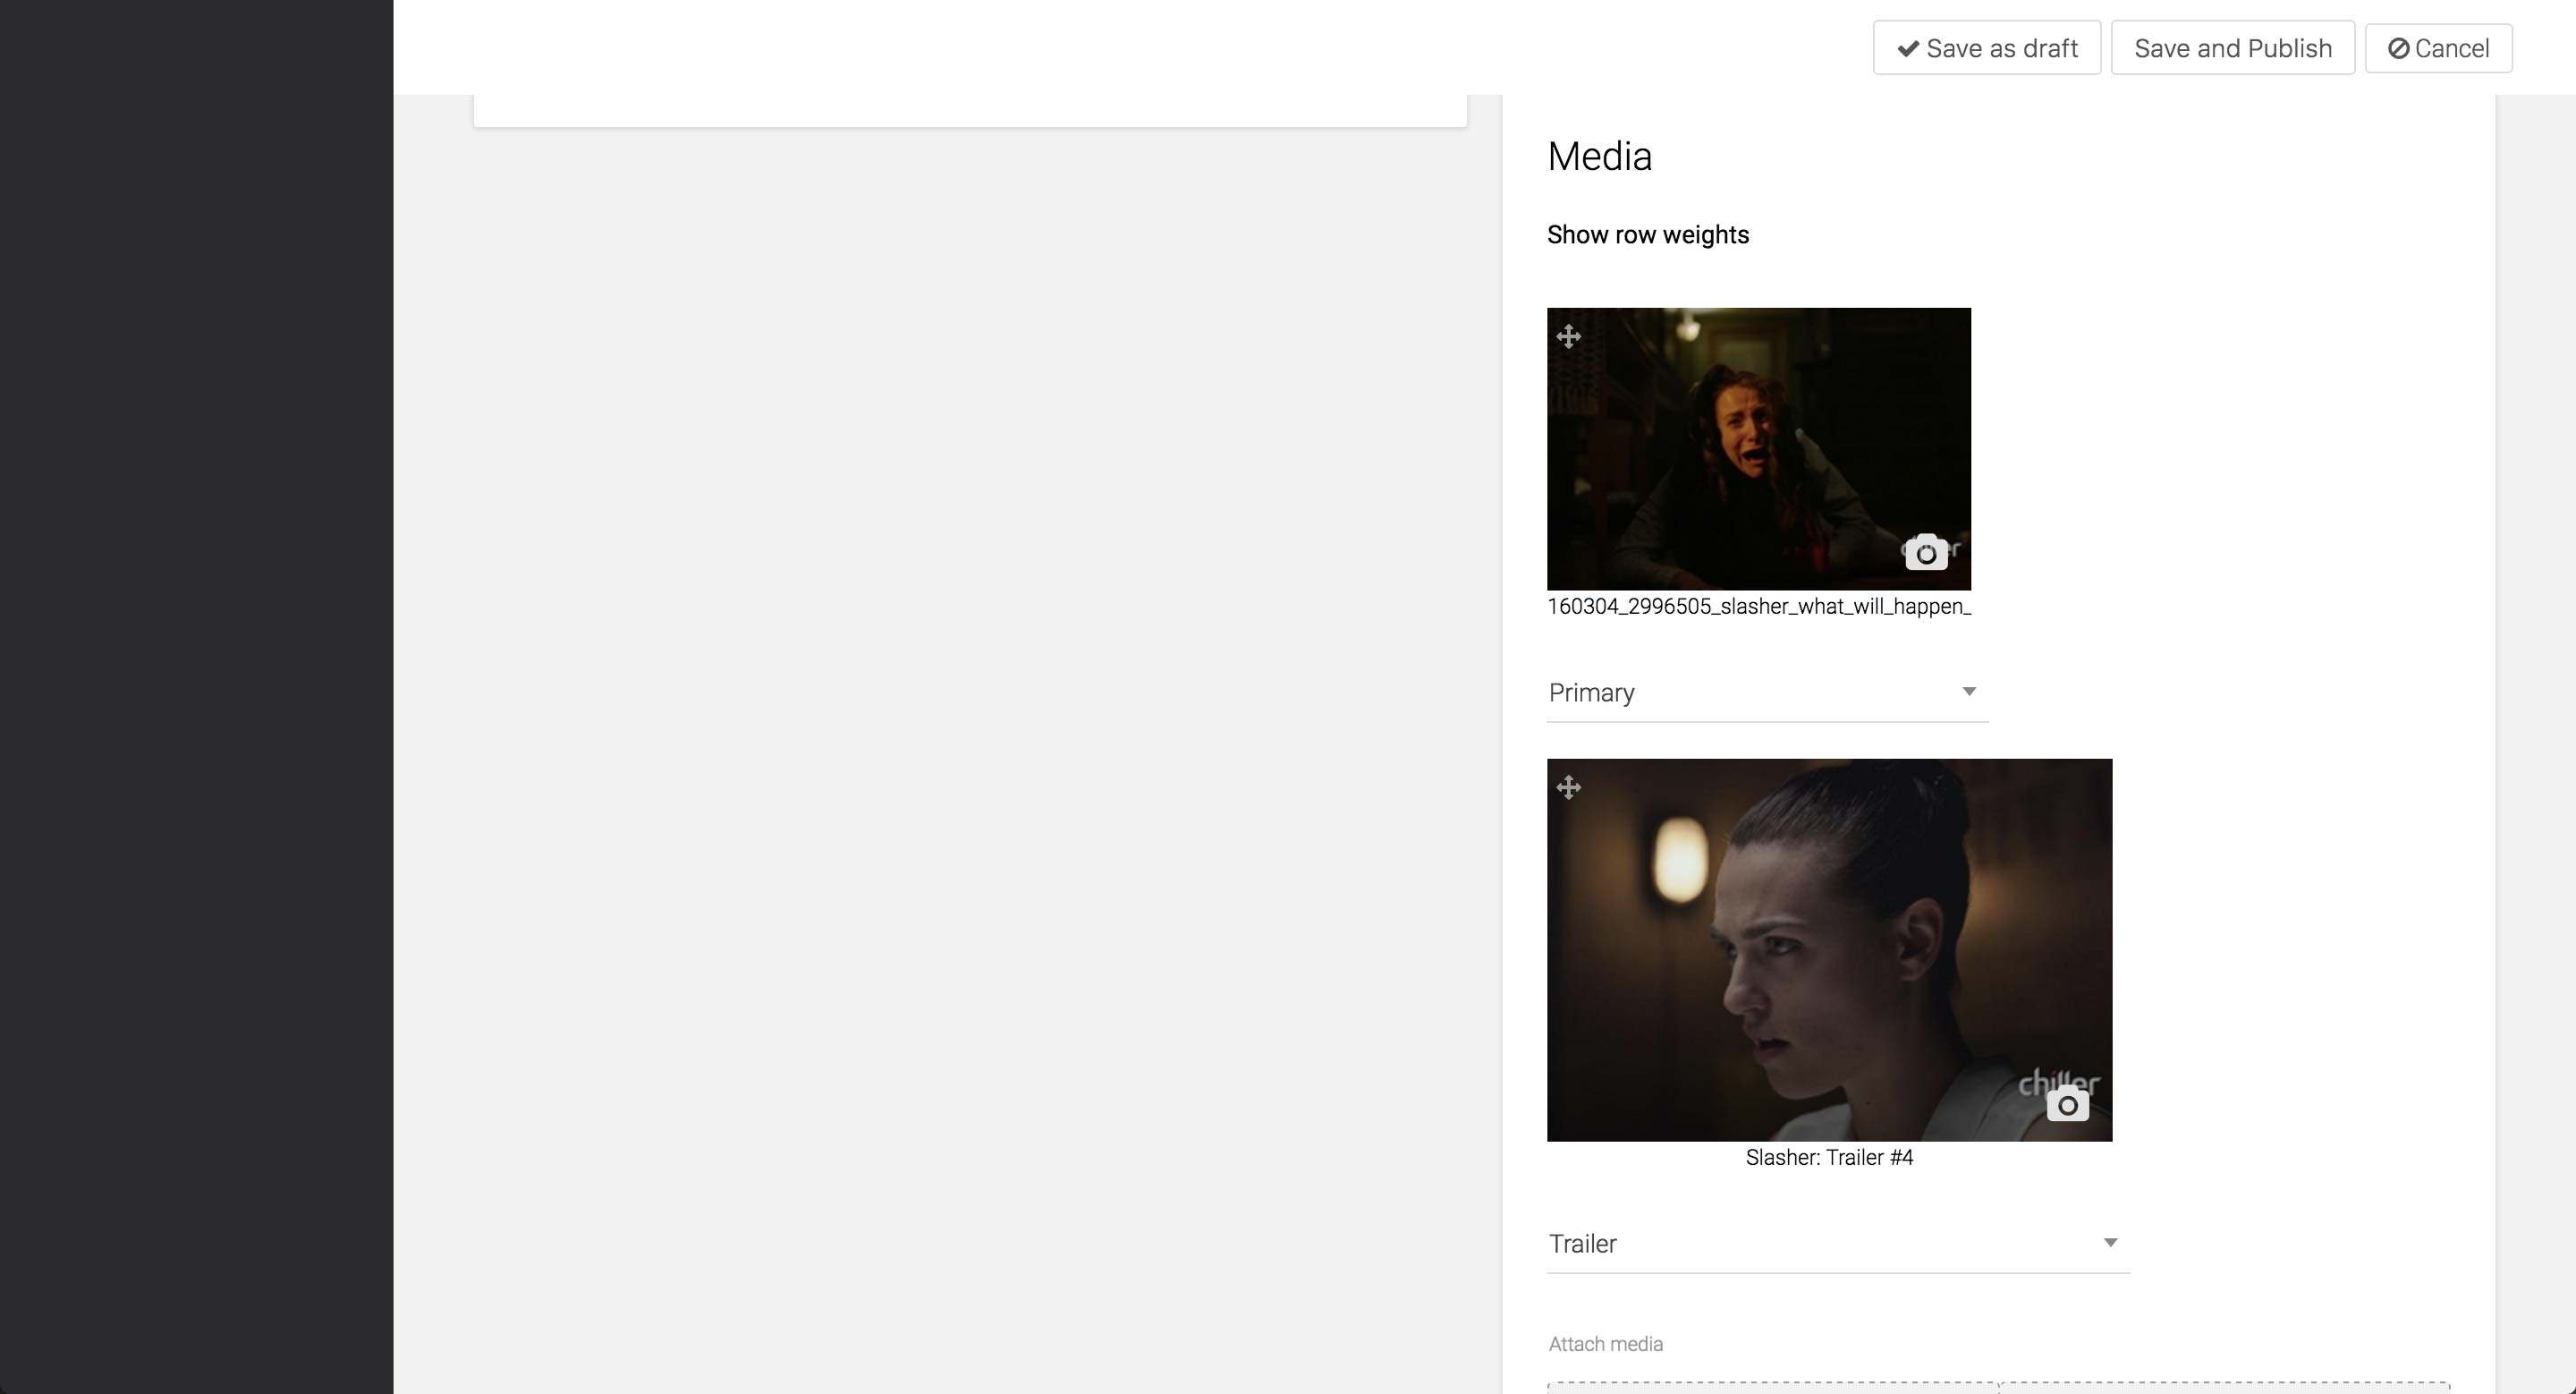 Save as draft
Save and Publish
Cancel
Media
Show row weights
160304_2996505_slasher_what_will_happen_
Primary
chiller
Slasher: Trailer #4
Trailer
Attach media